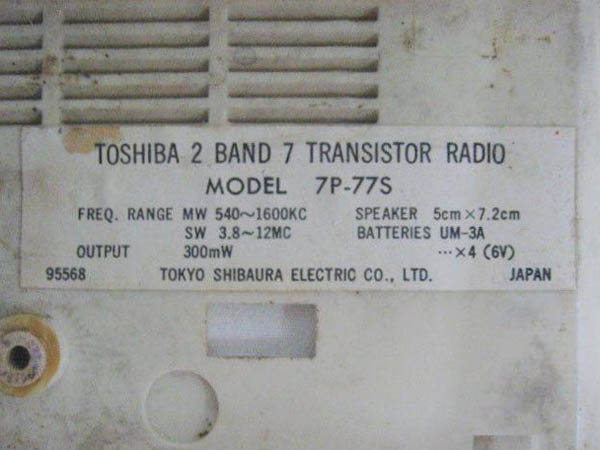 TOSHIBA 2 BAND 7 TRANSISTOR RADIO
MODEL 7P-77S
FREQ. RANGE MW 540~1600KC SPEAKER 5cm×7.2cm
SW 3.8~12MC BATTERIES UM-3A
OUTPUT 300mW ···×4 (6V)
95568 TOKYO SHIBAURA ELECTRIC CO., LTD. JAPAN